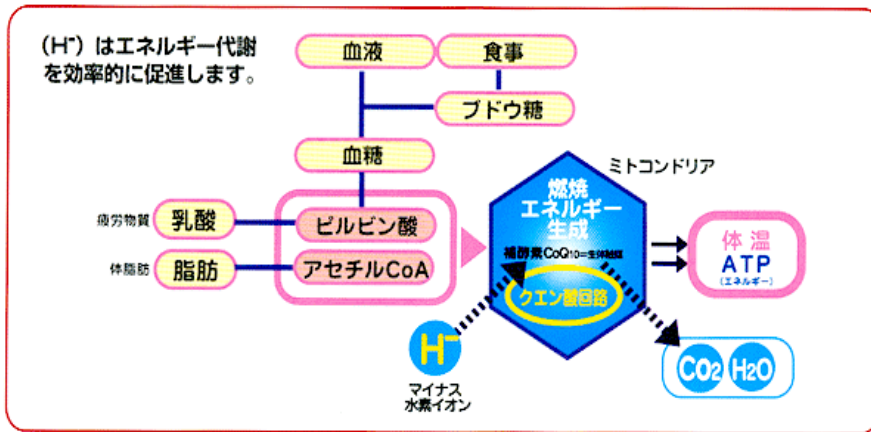 (H⁻)はエネルギー代謝
を効率的に促進します。
血液
食事
ブドウ糖
血糖
疲労物質
乳酸
ピルビン酸
体脂肪
脂肪
アセチルCoA
ミトコンドリア
燃焼
エネルギー
生成
補酵素CoQ10=生体触媒
クエン酸回路
体温
ATP
(エネルギー)
H⁻
マイナス
水素イオン
CO2
H2O